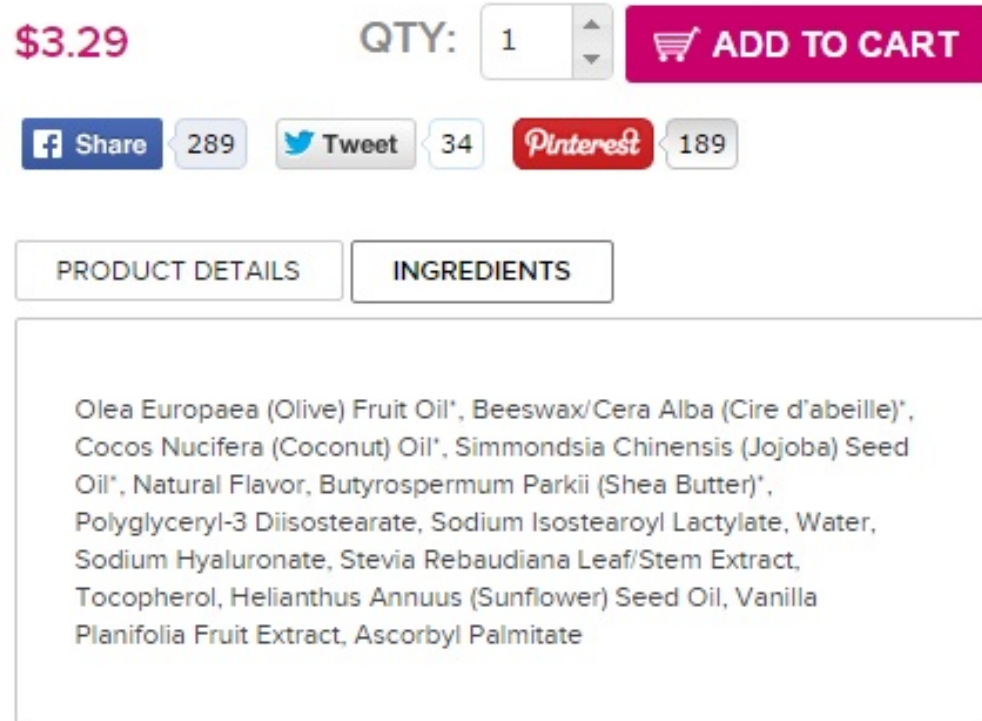 $3.29 QTY: 1 ADD TO CART
Share 289 Tweet 34 Pinterest 189
PRODUCT DETAILS INGREDIENTS
Olea Europaea (Olive) Fruit Oil*, Beeswax/Cera Alba (Cire d'abeille)*,
Cocos Nucifera (Coconut) Oil*, Simmondsia Chinensis (Jojoba) Seed
Oil*, Natural Flavor, Butyrospermum Parkii (Shea Butter)*,
Polyglyceryl-3 Diisostearate, Sodium Isostearoyl Lactylate, Water,
Sodium Hyaluronate, Stevia Rebaudiana Leaf/Stem Extract,
Tocopherol, Helianthus Annuus (Sunflower) Seed Oil, Vanilla
Planifolia Fruit Extract, Ascorbyl Palmitate